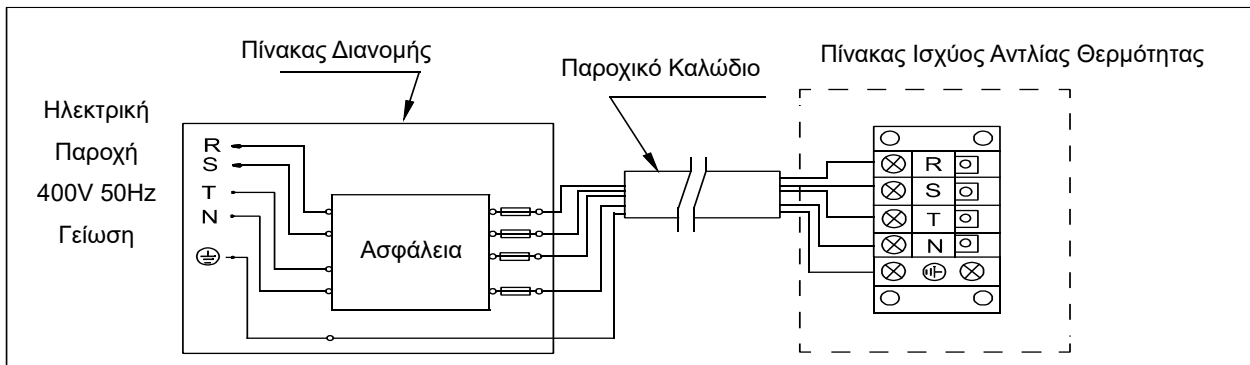 Πίνακας Διανομής
Παροχικό Καλώδιο
Πίνακας Ισχύος Αντλίας Θερμότητας
Ηλεκτρική
Παροχή
400V 50Hz
Γείωση
R
S
T
N
Ασφάλεια
R
S
T
N